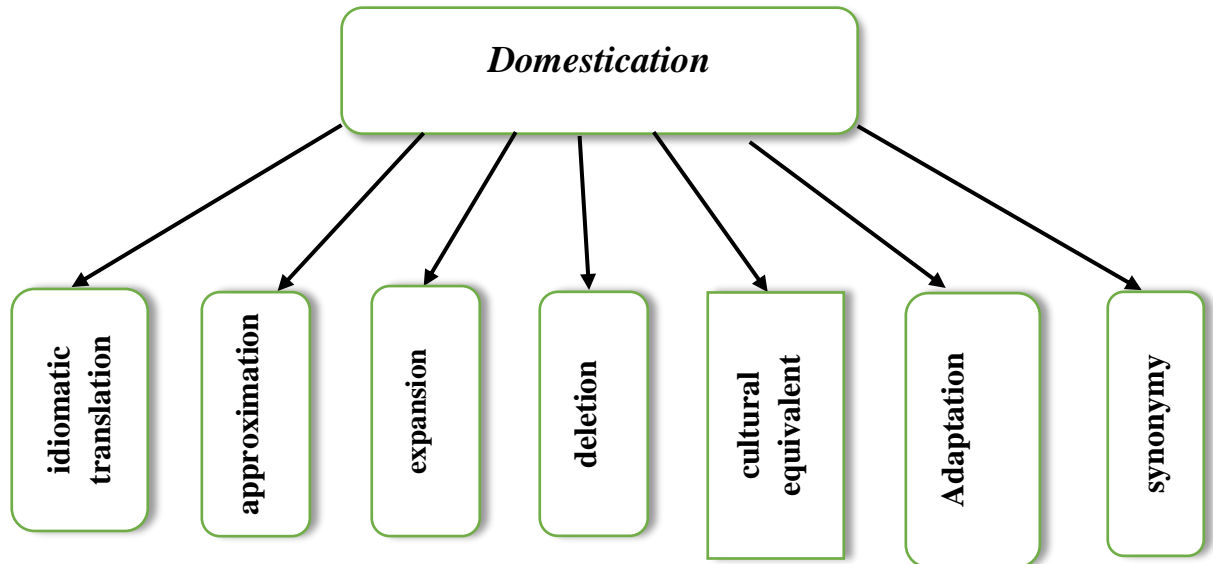 Domestication
idiomatic
translation
approximation
expansion
deletion
cultural
equivalent
Adaptation
synonymy